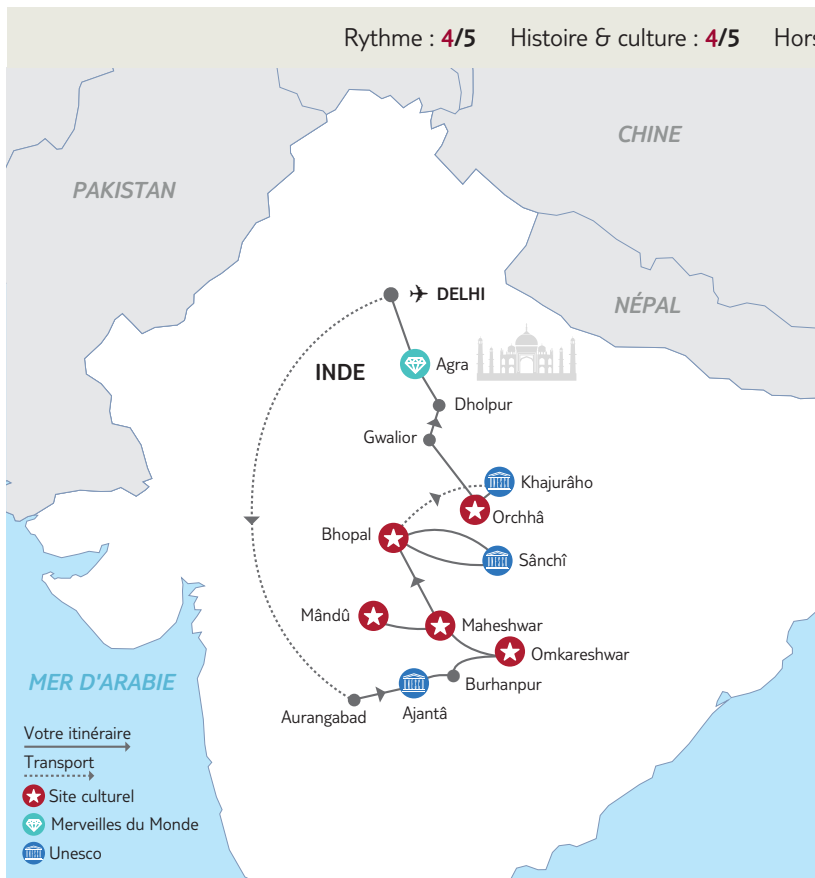 Rythme : 4/5 Histoire & culture : 4/5 Hors
CHINE
PAKISTAN
DELHI
NÉPAL
INDE
Agra
Dholpur
Gwalior
Khajurâho
Orchhâ
Bhopal
Sânchî
Mândû
Maheshwar
Omkareshwar
MER D'ARABIE
Burhanpur
Aurangabad
Ajantâ
Votre itinéraire
Transport
Site culturel
Merveilles du Monde
Unesco